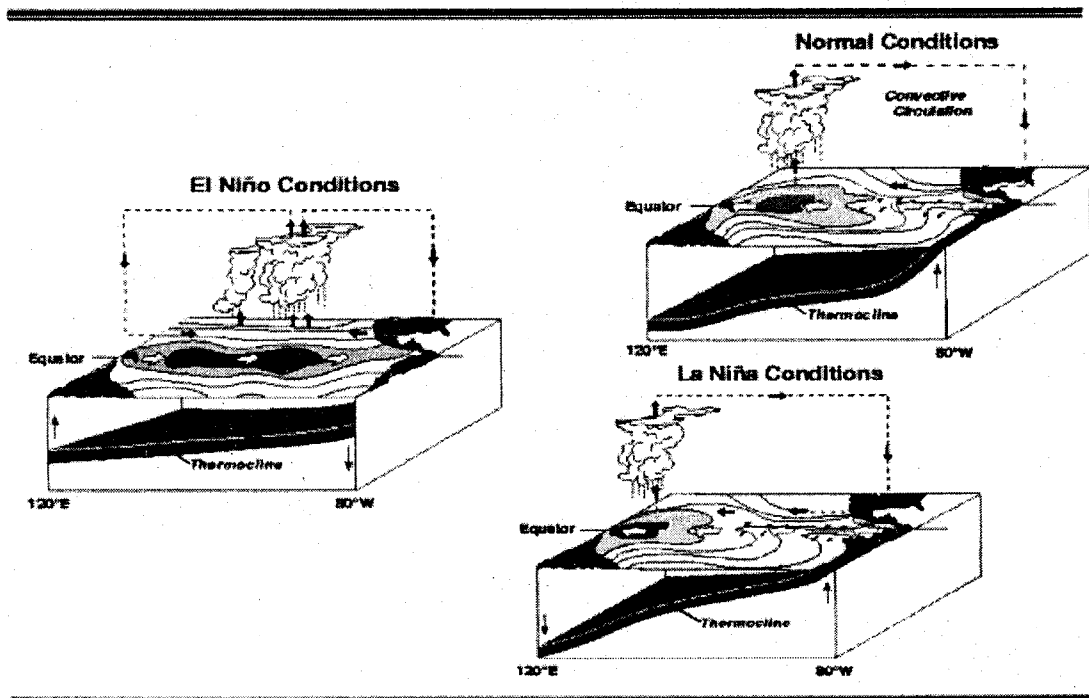 Normal Conditions
Convective
Circulation
Equator
Thermocline
120°E
80°W
El Niño Conditions
Equator
Thermocline
120°E
80°W
La Niña Conditions
Equator
Thermocline
120°E
80°W